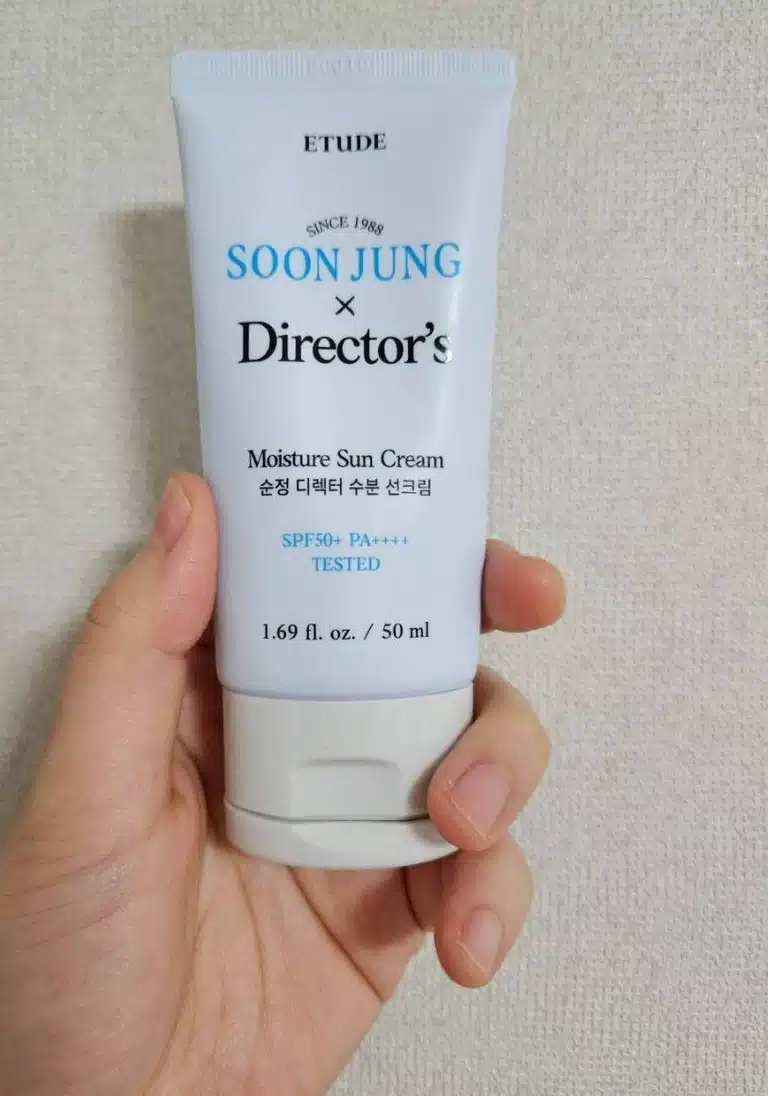 ETUDE
SINCE 1988
SOON JUNG
×
Director's
Moisture Sun Cream
순정 디렉터 수분 선크림
SPF50+ PA++++
TESTED
1.69 fl. oz. / 50 ml